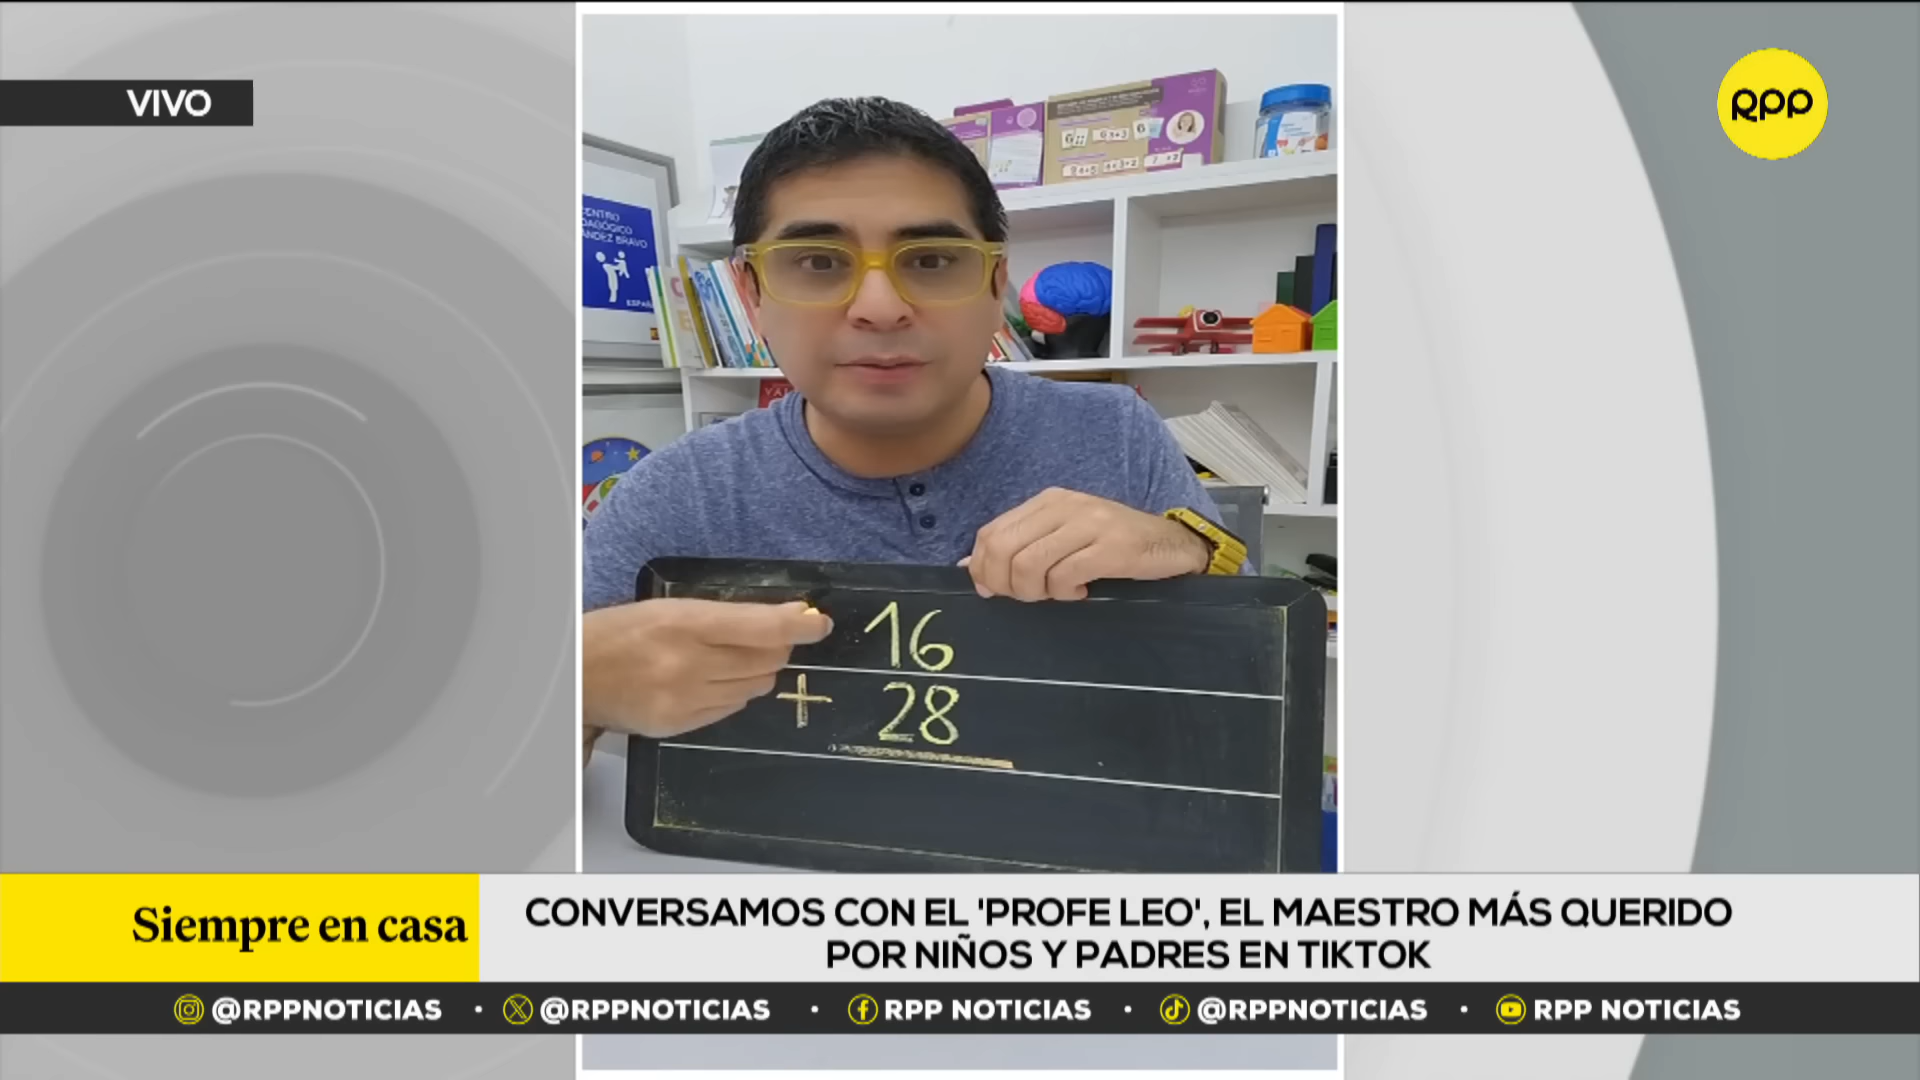 VIVO
rpp
CENTRO
16
+ 28
Siempre en casa
CONVERSAMOS CON EL 'PROFE LEO', EL MAESTRO MÁS QUERIDO
POR NIÑOS Y PADRES EN TIKTOK
@RPPNOTICIAS · @RPPNOTICIAS · RPP NOTICIAS · @RPPNOTICIAS · RPP NOTICIAS